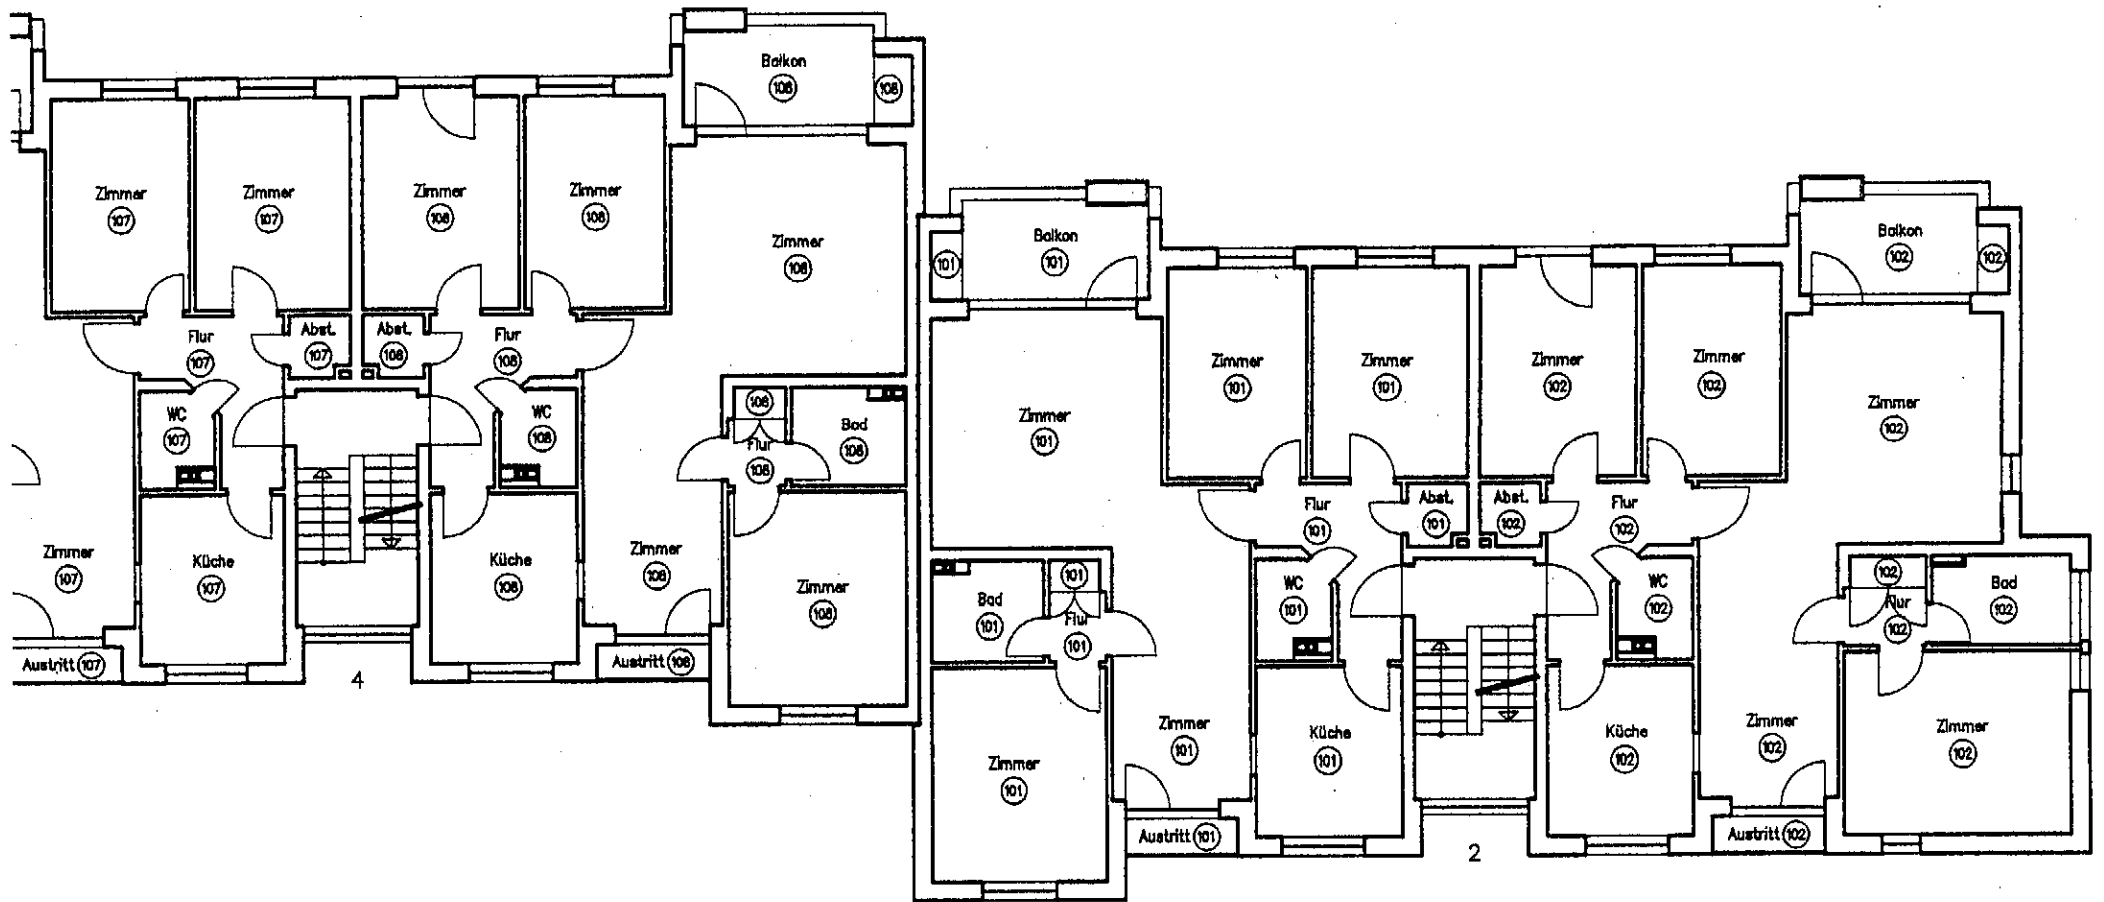 Balkon
108
108
Zimmer
107
Zimmer
107
Zimmer
108
Zimmer
108
Zimmer
108
Flur
107
Abst.
107
Abst.
108
Flur
108
WC
107
WC
108
108
Flur
108
Bad
108
Zimmer
107
Küche
107
Küche
108
Zimmer
108
Zimmer
108
Austritt 107
4
Austritt 108
101
Balkon
101
Balkon
102
102
Zimmer
101
Zimmer
101
Zimmer
101
Zimmer
102
Zimmer
102
Zimmer
102
Flur
101
Abst.
101
Abst.
102
Flur
102
Bad
101
101
Flur
101
WC
101
WC
102
102
Flur
102
Bad
102
Zimmer
101
Zimmer
101
Küche
101
Küche
102
Zimmer
102
Zimmer
102
Austritt 101
2
Austritt 102